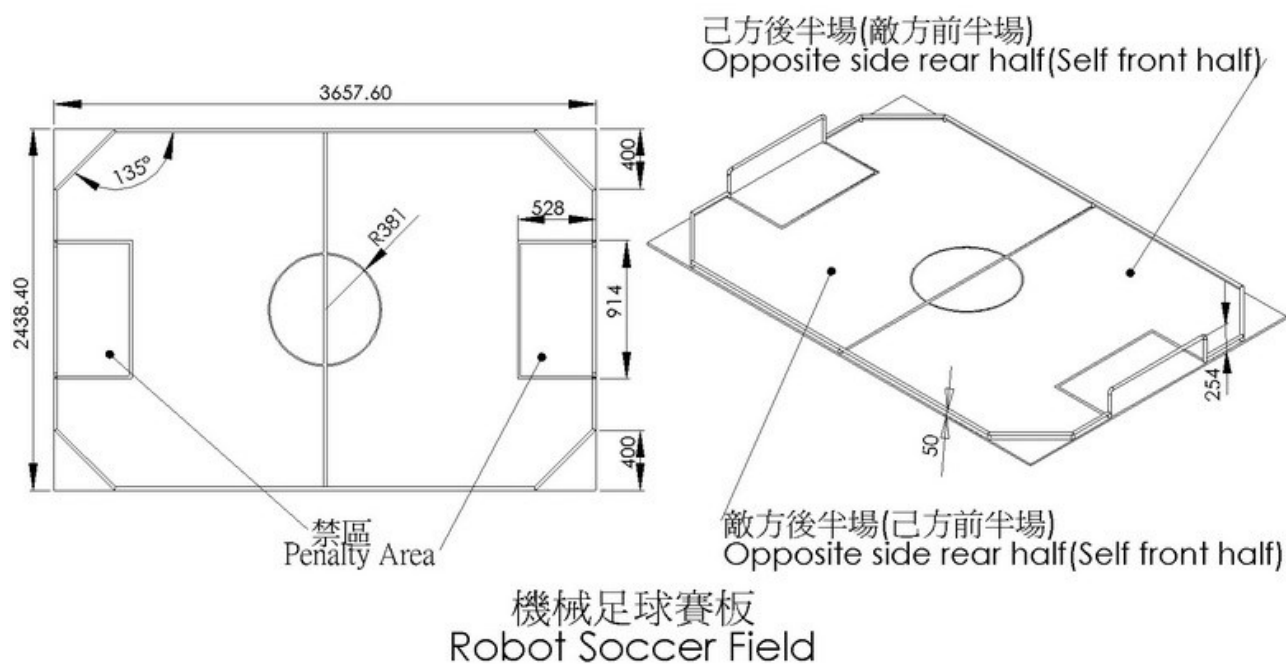 己方後半場(敵方前半場)
Opposite side rear half(Self front half)
3657.60
135°
400
528
R381
2438.40
914
400
254
50
禁區
Penalty Area
敵方後半場(己方前半場)
Opposite side rear half(Self front half)
機械足球賽板
Robot Soccer Field